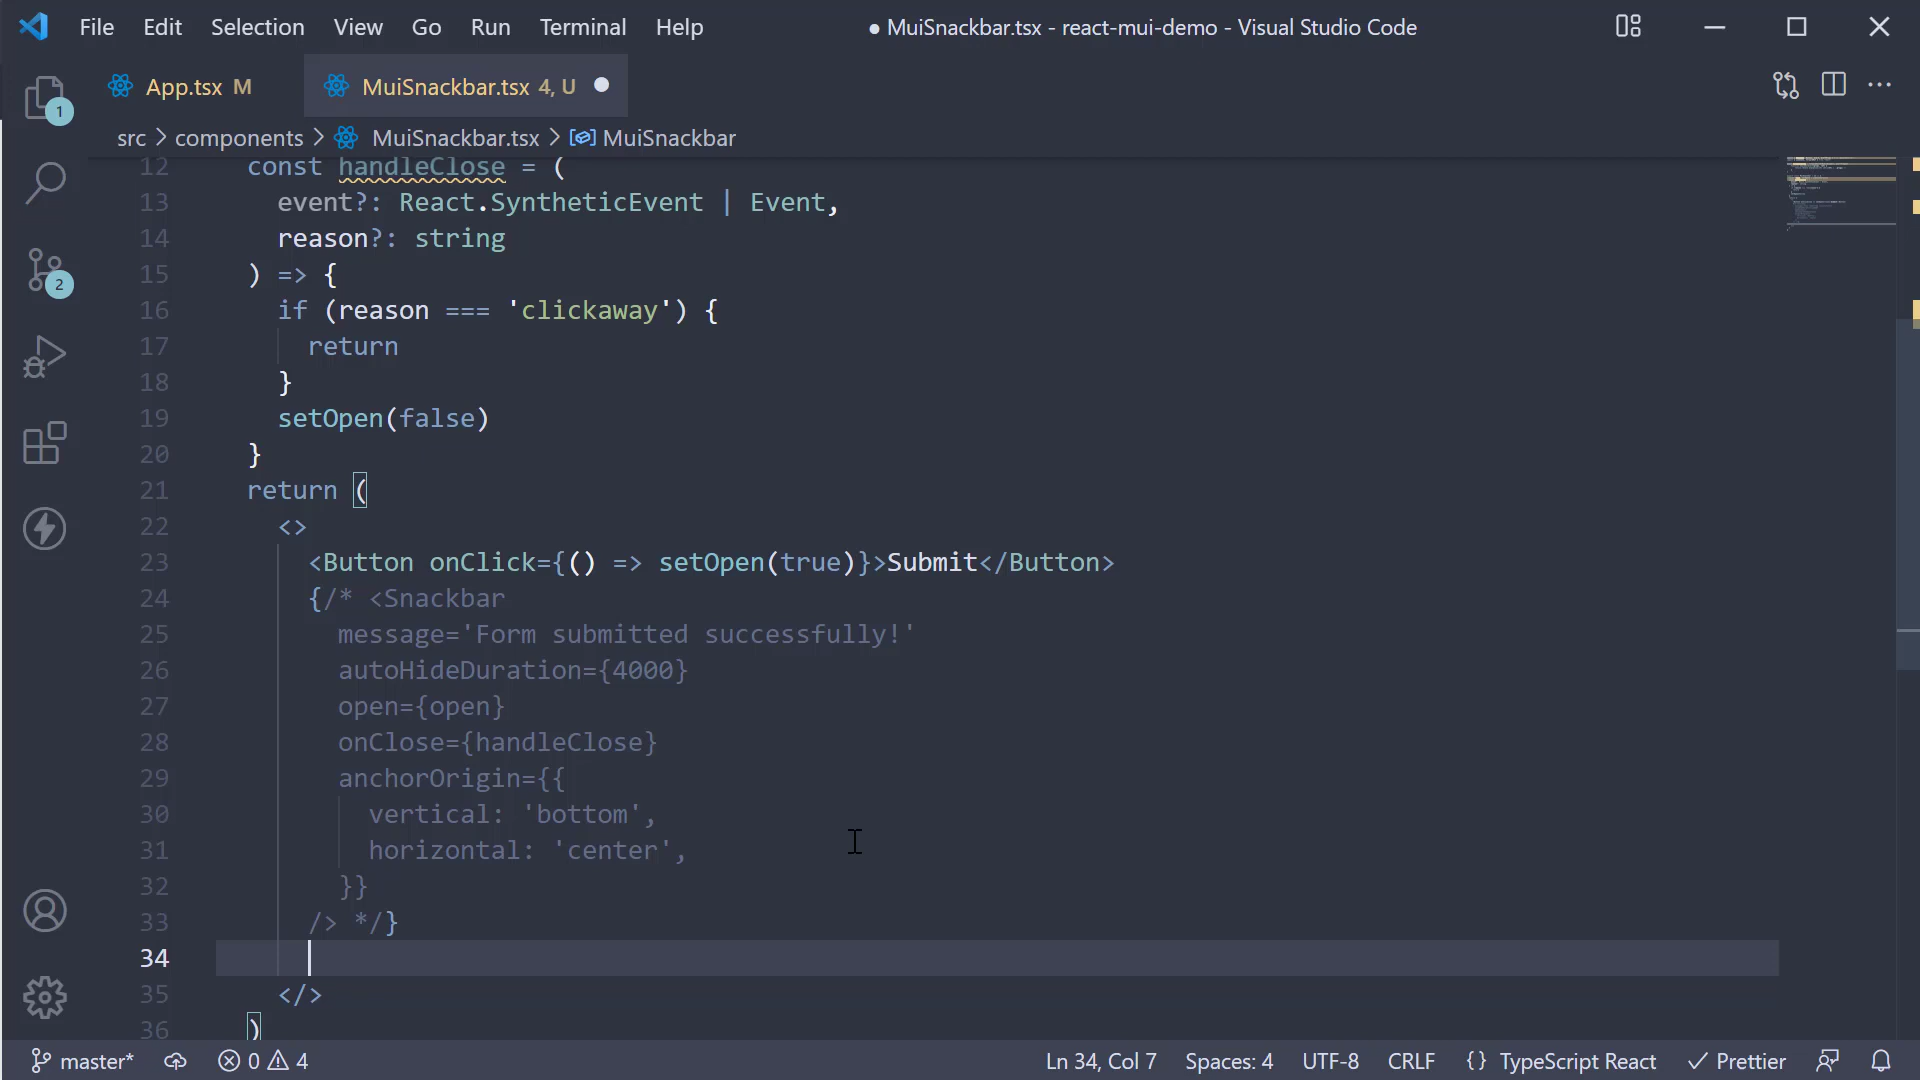 File Edit Selection View Go Run Terminal Help ● MuiSnackbar.tsx - react-mui-demo - Visual Studio Code
App.tsx M MuiSnackbar.tsx 4, U
src > components > MuiSnackbar.tsx > MuiSnackbar
1
2
12 const handleClose = (
13 event?: React.SyntheticEvent | Event,
14 reason?: string
15 ) => {
16 if (reason === 'clickaway') {
17 return
18 }
19 setOpen(false)
20 }
21 return (
22 <>
23 <Button onClick={() => setOpen(true)}>Submit</Button>
24 {/* <Snackbar
25 message='Form submitted successfully!'
26 autoHideDuration={4000}
27 open={open}
28 onClose={handleClose}
29 anchorOrigin={{
30 vertical: 'bottom',
31 horizontal: 'center',
32 }}
33 /> */}
34
35 </>
36 )
master* 0 4 Ln 34, Col 7 Spaces: 4 UTF-8 CRLF {} TypeScript React Prettier